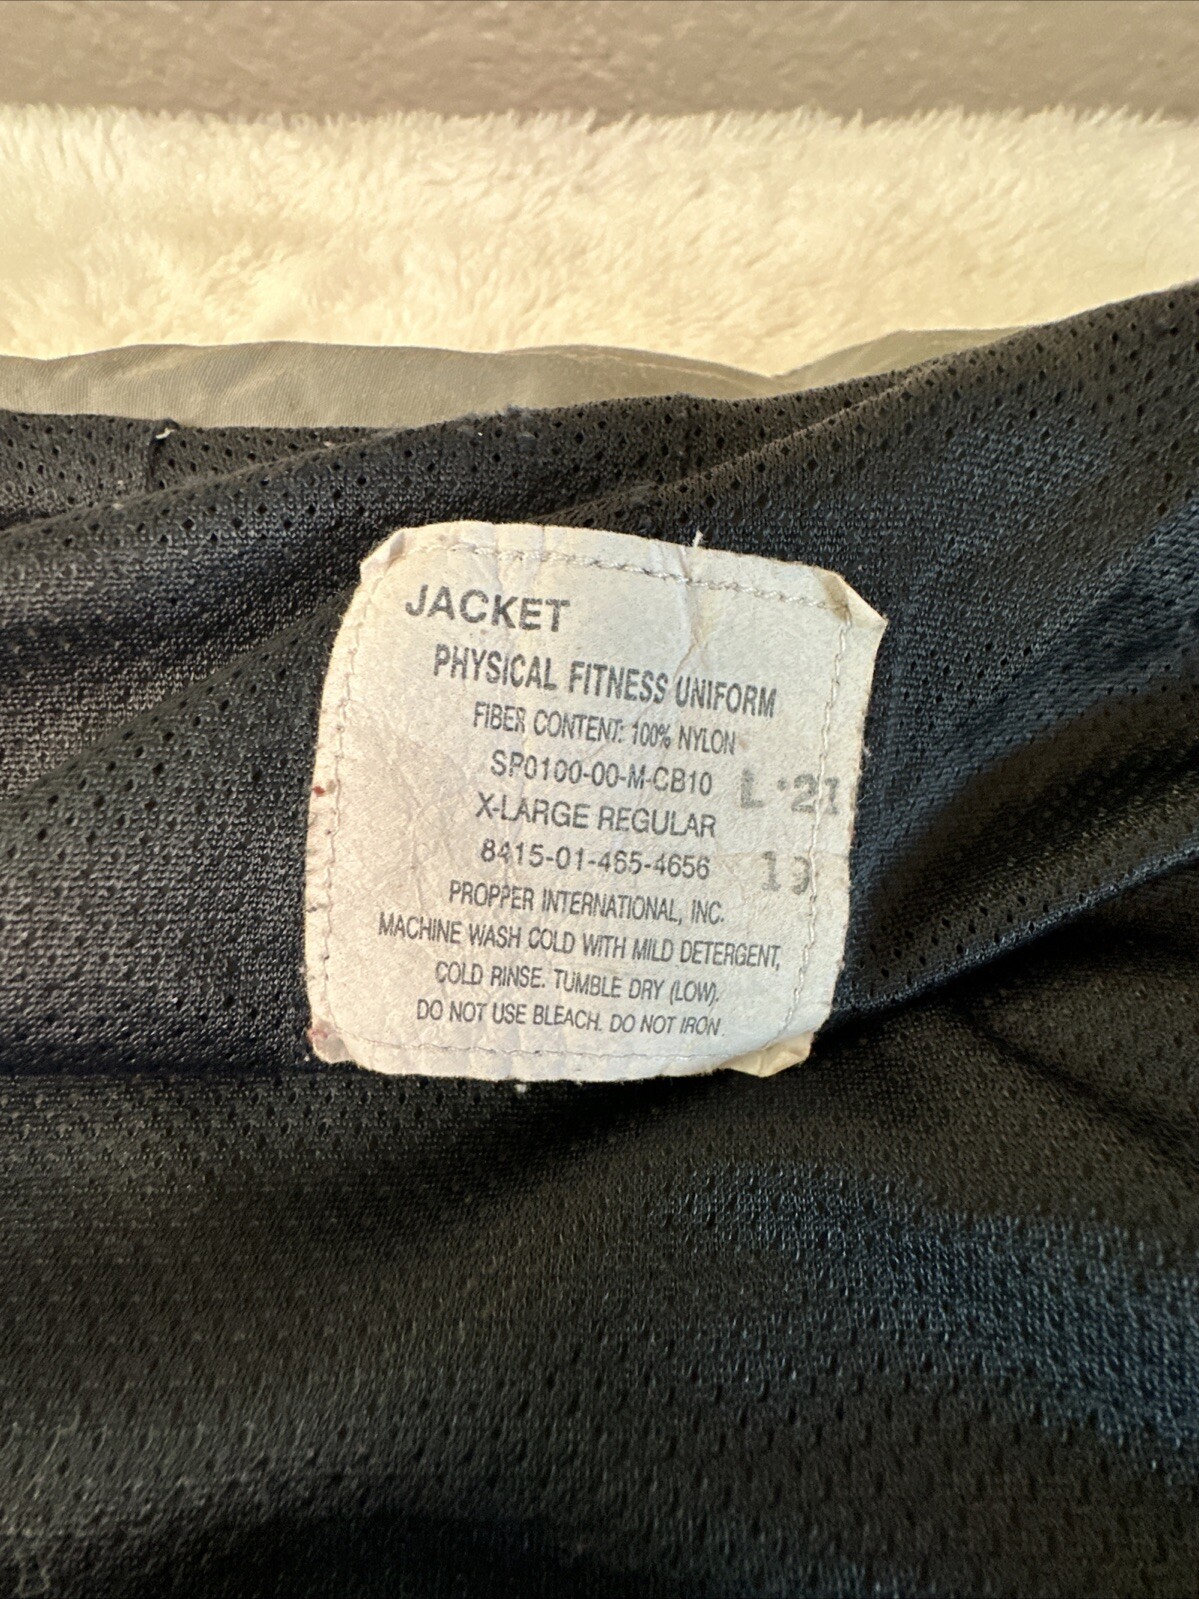 JACKET
PHYSICAL FITNESS UNIFORM
FIBER CONTENT: 100% NYLON
SP0100-00-M-CB10 L-21
X-LARGE REGULAR
8415-01-465-4656 19
PROPPER INTERNATIONAL, INC.
MACHINE WASH COLD WITH MILD DETERGENT,
COLD RINSE. TUMBLE DRY (LOW).
DO NOT USE BLEACH. DO NOT IRON.